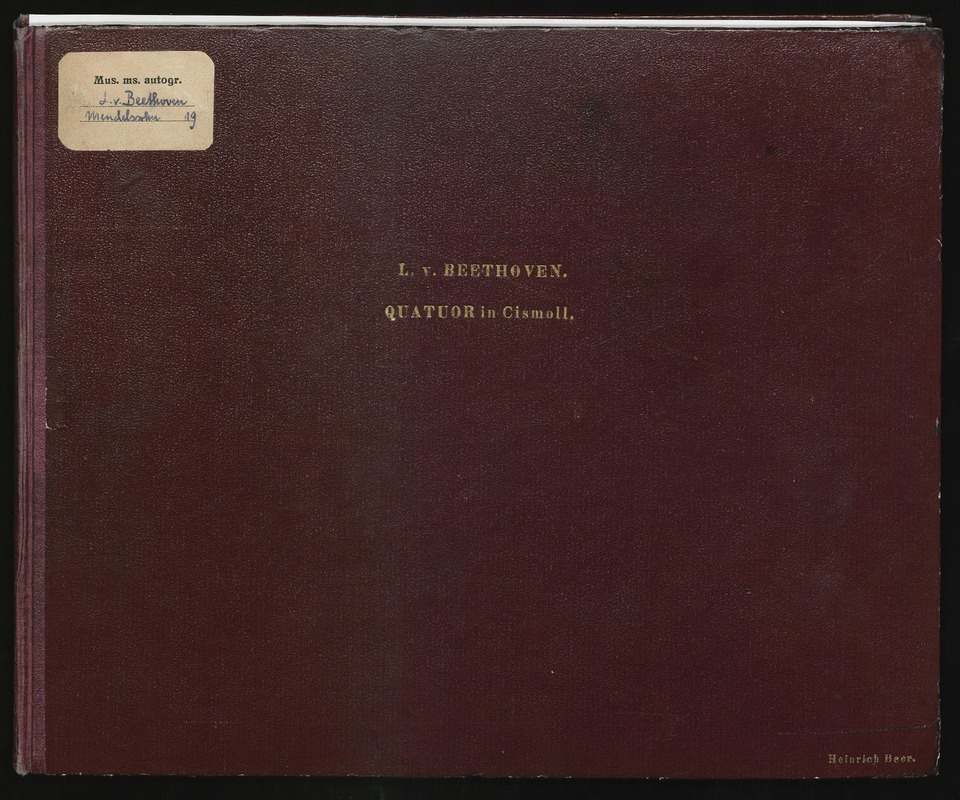 Mus. ms. autogr.
L. v. Beethoven
Mendelssohn 19
L. v. BEETHOVEN.
QUATUOR in Cismoll.
Heinrich Beer.